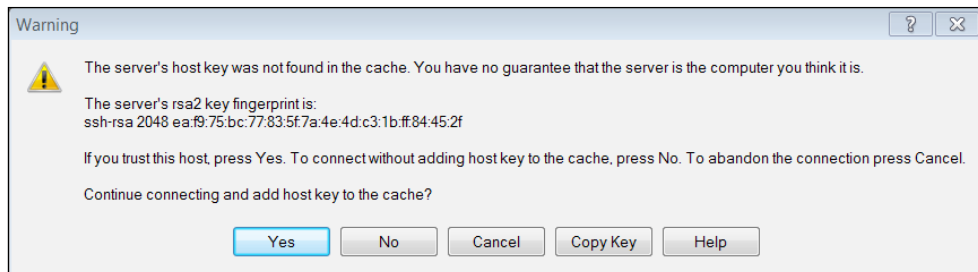 Warning
The server's host key was not found in the cache. You have no guarantee that the server is the computer you think it is.
The server's rsa2 key fingerprint is:
ssh-rsa 2048 ea:f9:75:bc:77:83:5f:7a:4e:4d:c3:1b:ff:84:45:2f
If you trust this host, press Yes. To connect without adding host key to the cache, press No. To abandon the connection press Cancel.
Continue connecting and add host key to the cache?
Yes No Cancel Copy Key Help